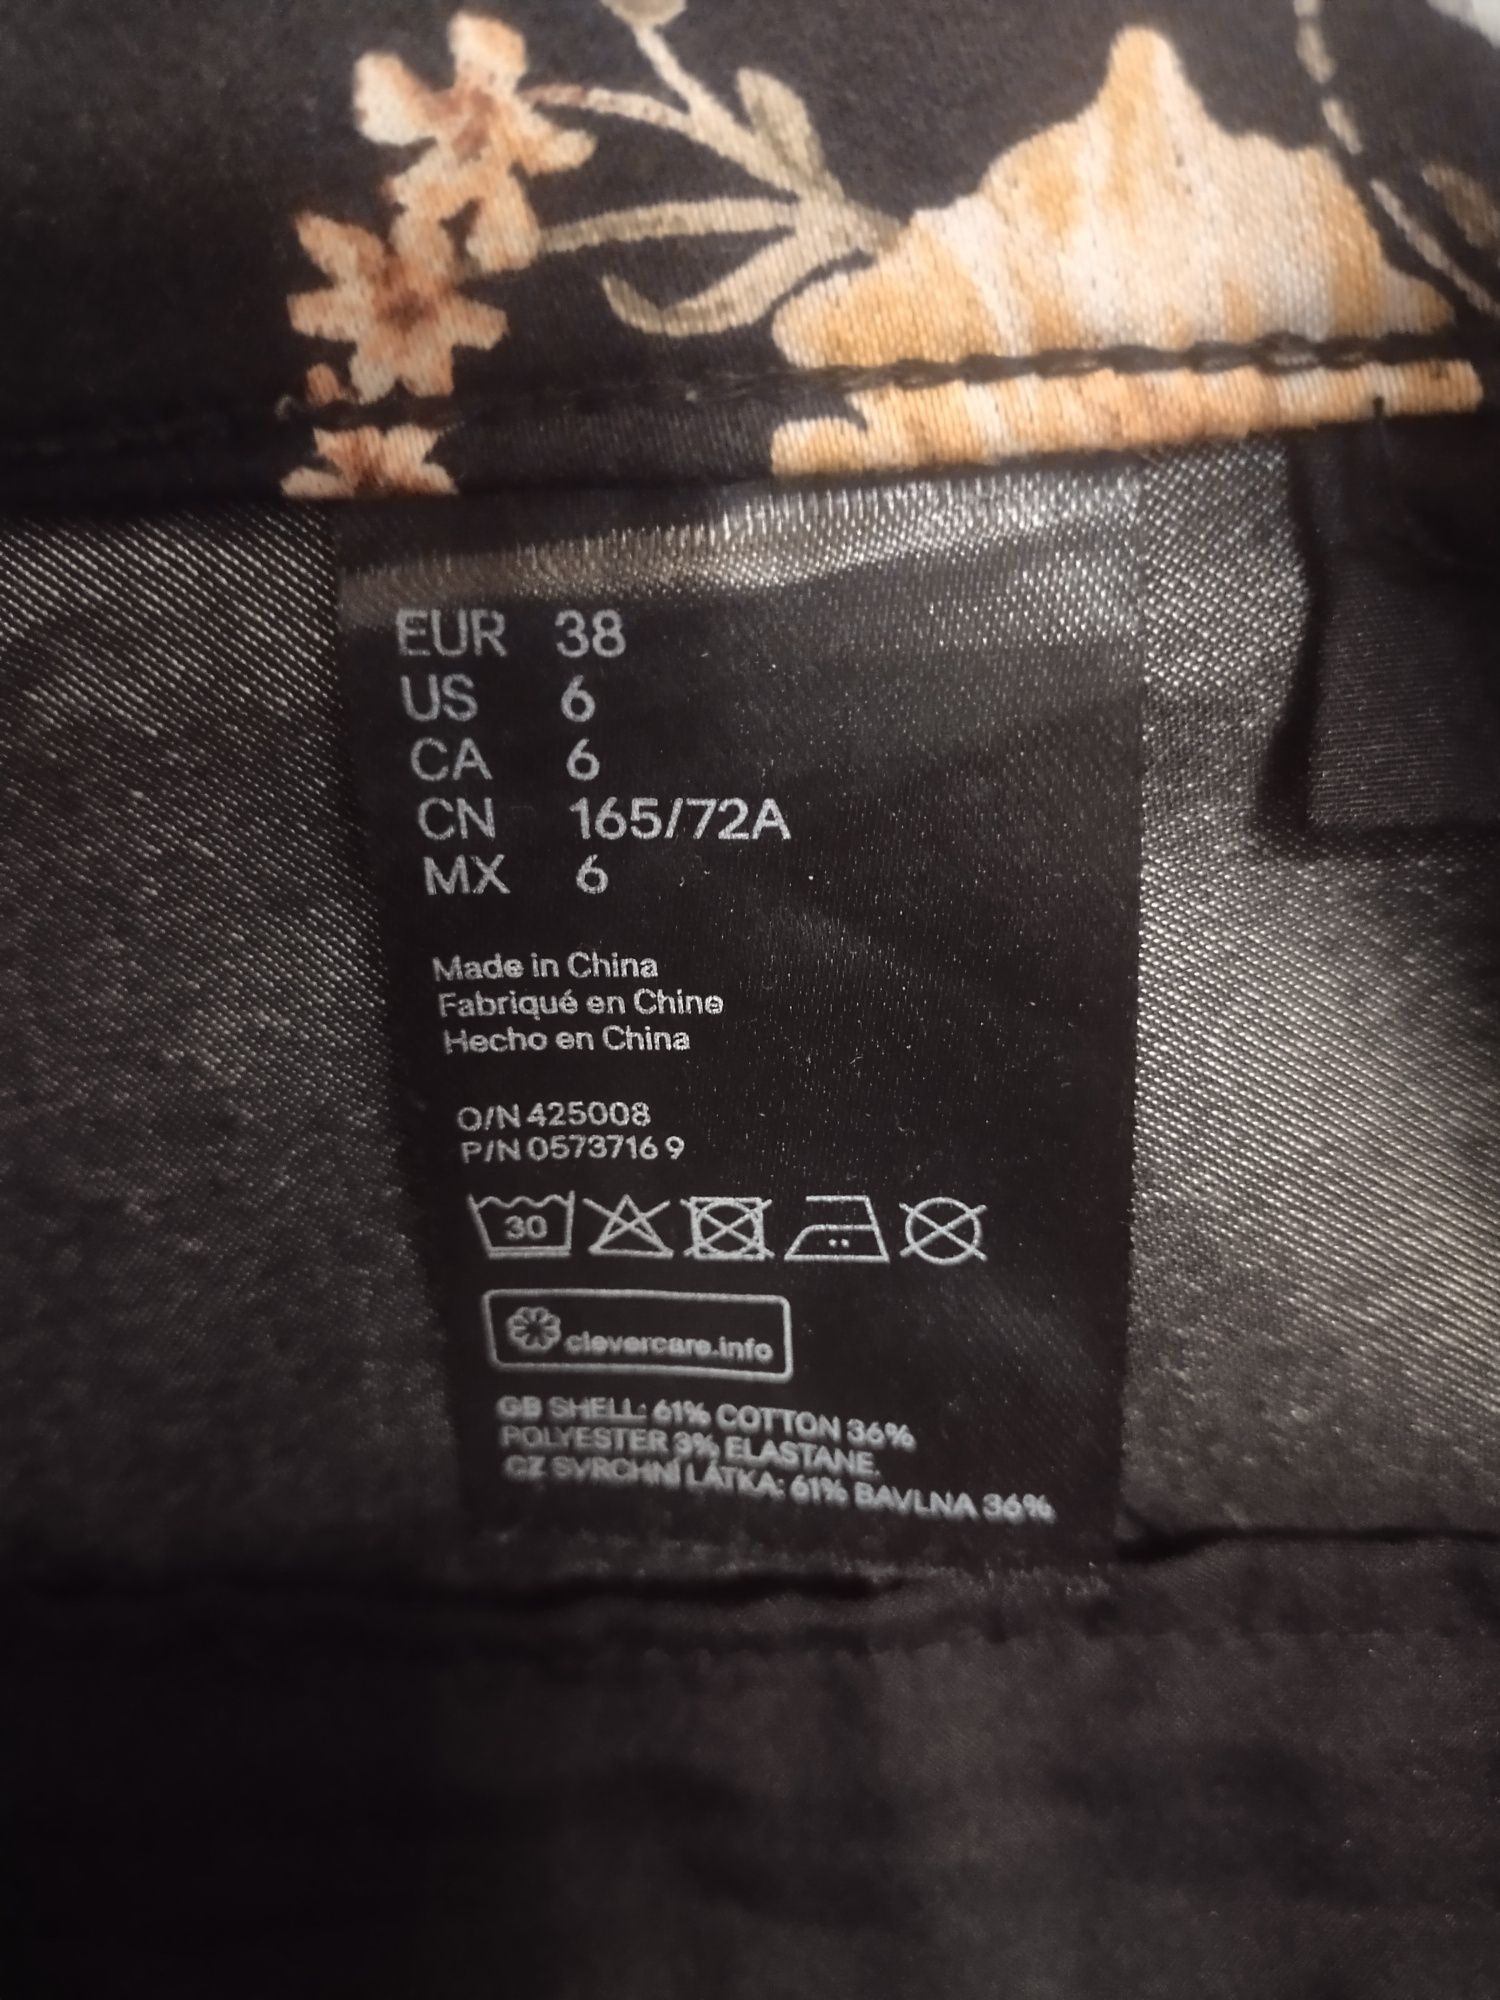 EUR 38
US 6
CA 6
CN 165/72A
MX 6
Made in China
Fabriqué en Chine
Hecho en China
O/N 425008
P/N 0573716 9
30
clevercare.info
GB SHELL: 61% COTTON 36%
POLYESTER 3% ELASTANE.
CZ SVRCHNÍ LÁTKA: 61% BAVLNA 36%